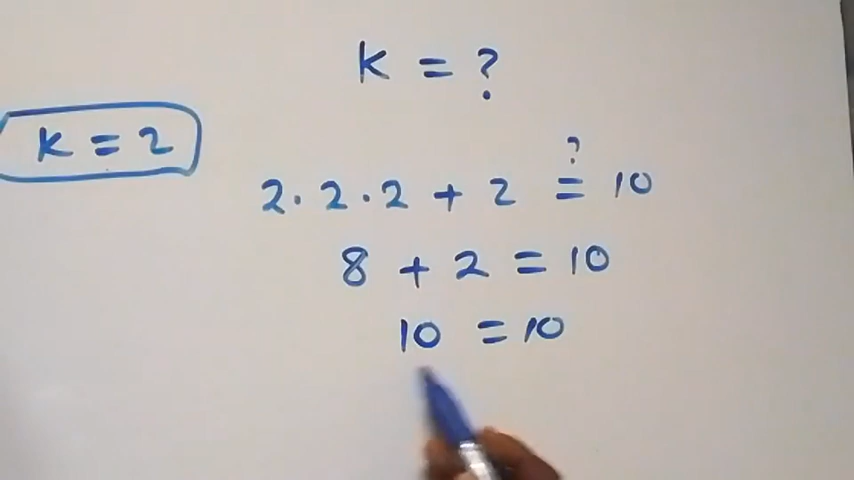 K = ?
K = 2
2 · 2 · 2 + 2 ?= 10
8 + 2 = 10
10 = 10